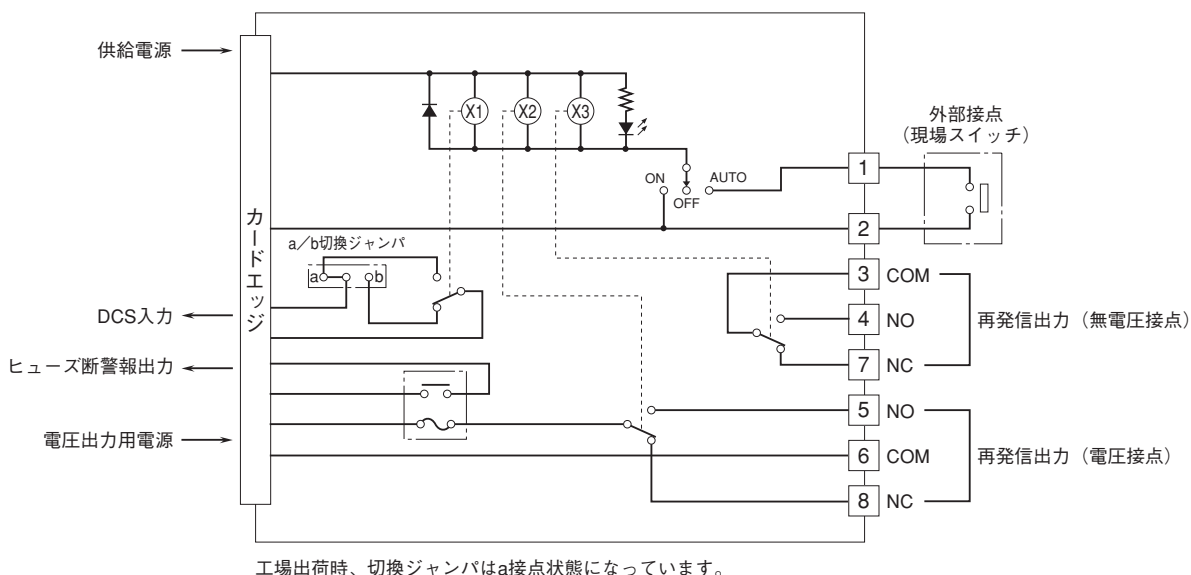 供給電源
X1
X2
X3
外部接点
（現場スイッチ）
ON
OFF
AUTO
1
2
カードエッジ
a／b切換ジャンパ
a
b
DCS入力
3 COM
4 NO
7 NC
再発信出力（無電圧接点）
ヒューズ断警報出力
電圧出力用電源
5 NO
6 COM
8 NC
再発信出力（電圧接点）
工場出荷時、切換ジャンパはa接点状態になっています。